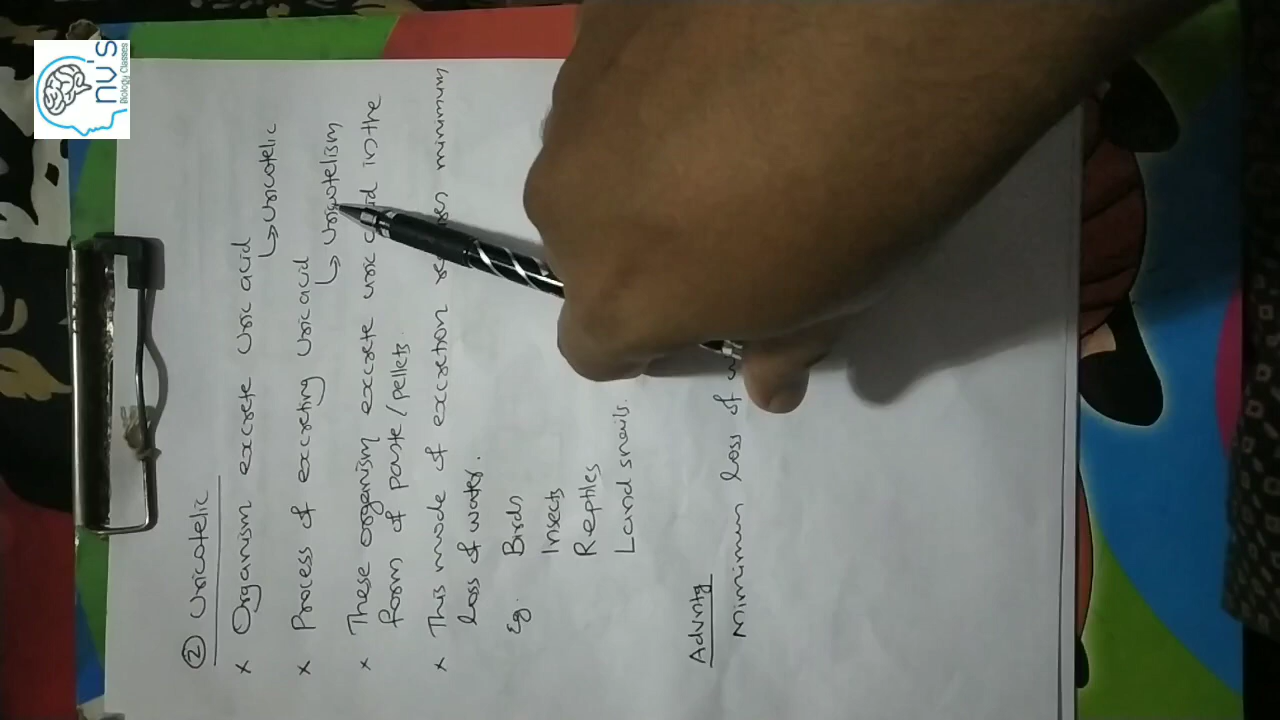 nv's
Biology Classes
② Uricotelic
x Organism excrete Uric acid
↳ Uricotelic
x Process of excreting Uric acid
↳ Uricotelism
x These organism excrete uric acid in the
form of paste/pellets.
x This mode of excretion minimum
loss of water.
Eg. Birds
Insects
Reptiles
Land snails.
Advntg
Minimum loss of